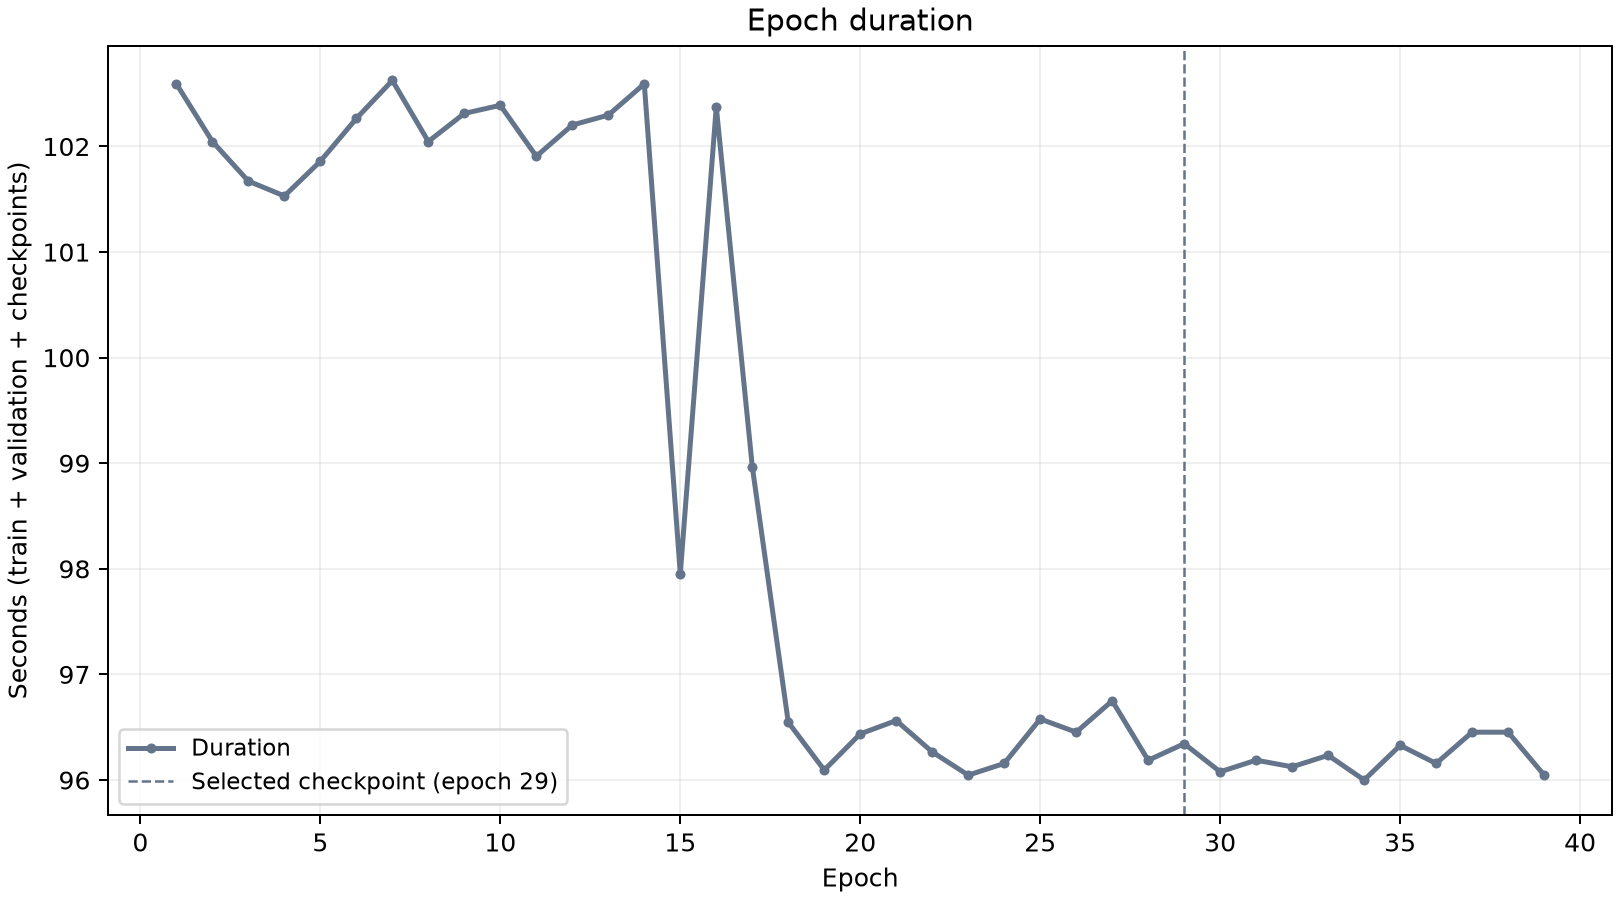 Epoch duration
Seconds (train + validation + checkpoints)
102
101
100
99
98
97
96
Duration
Selected checkpoint (epoch 29)
0 5 10 15 20 25 30 35 40
Epoch